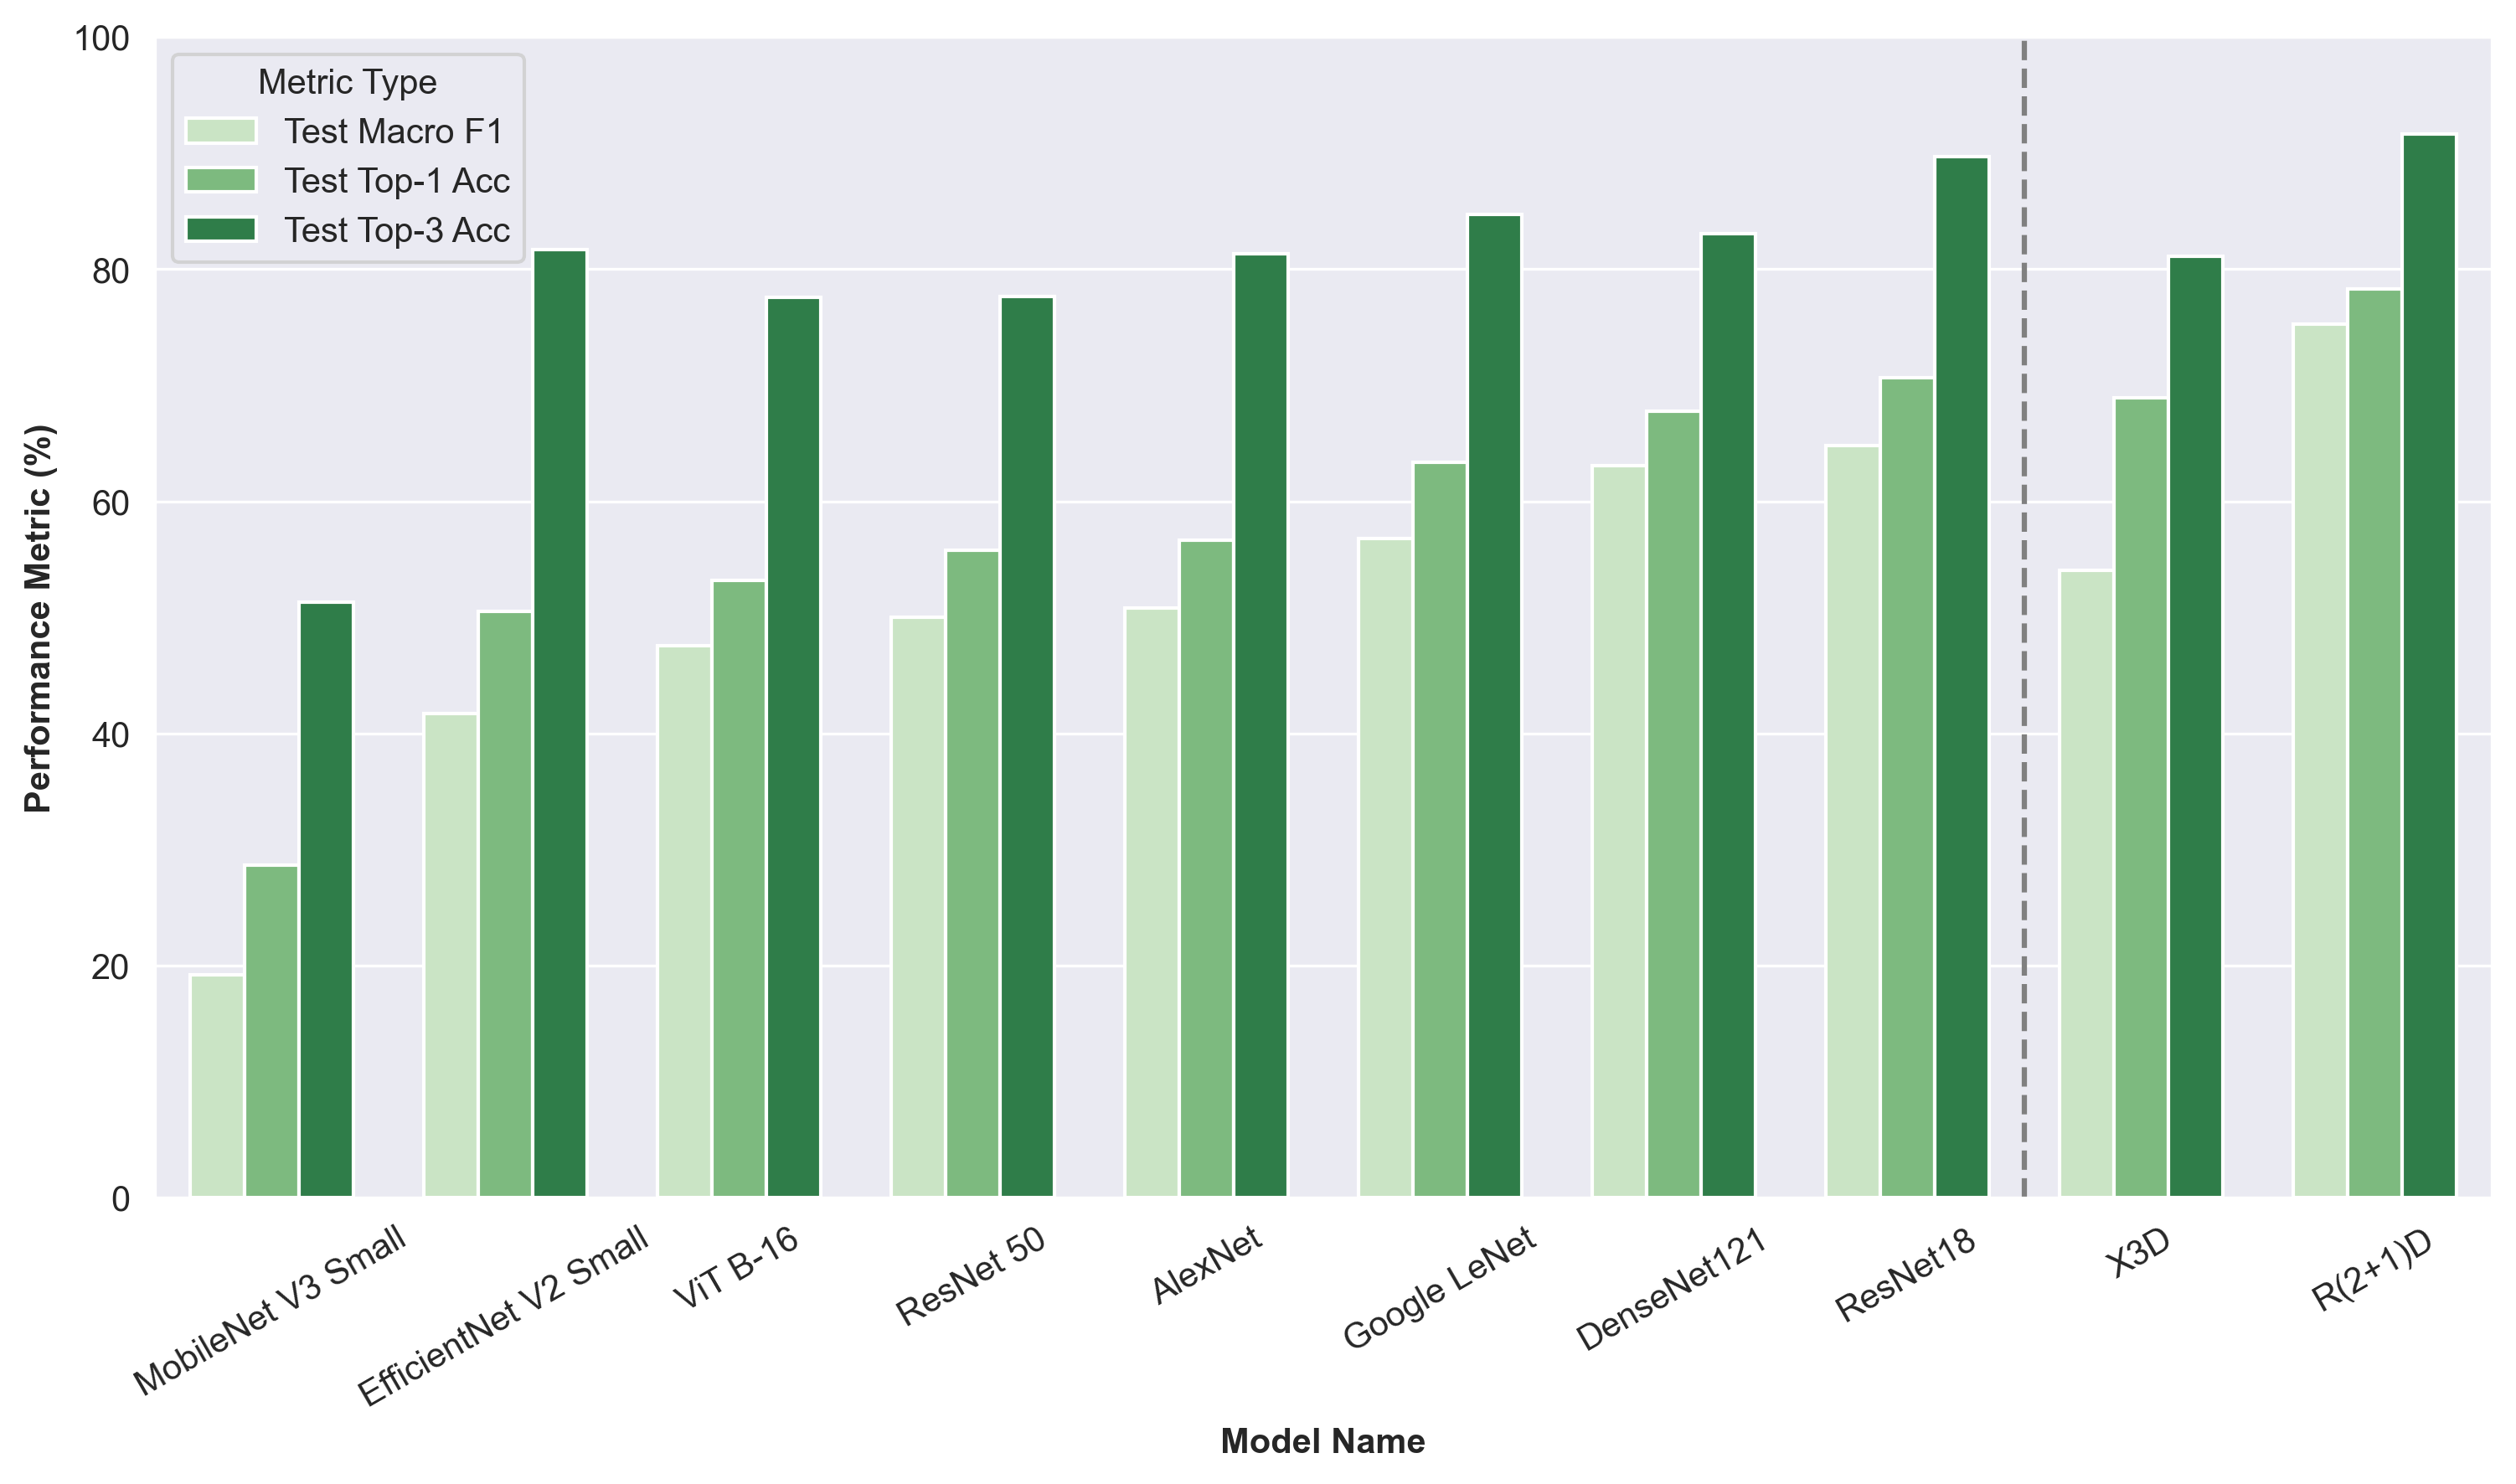 100
80
60
40
20
0
Performance Metric (%)
Metric Type
Test Macro F1
Test Top-1 Acc
Test Top-3 Acc
MobileNet V3 Small
EfficientNet V2 Small
ViT B-16
ResNet 50
AlexNet
Google LeNet
DenseNet121
ResNet18
X3D
R(2+1)D
Model Name